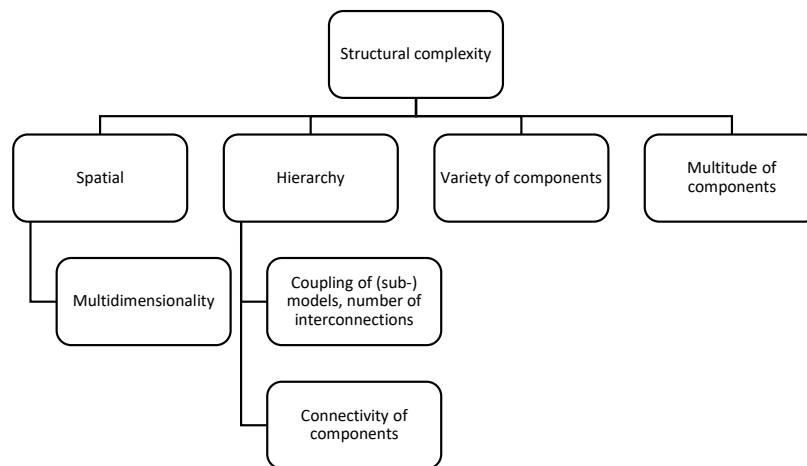 Structural complexity
Spatial
Hierarchy
Variety of components
Multitude of
components
Multidimensionality
Coupling of (sub-)
models, number of
interconnections
Connectivity of
components